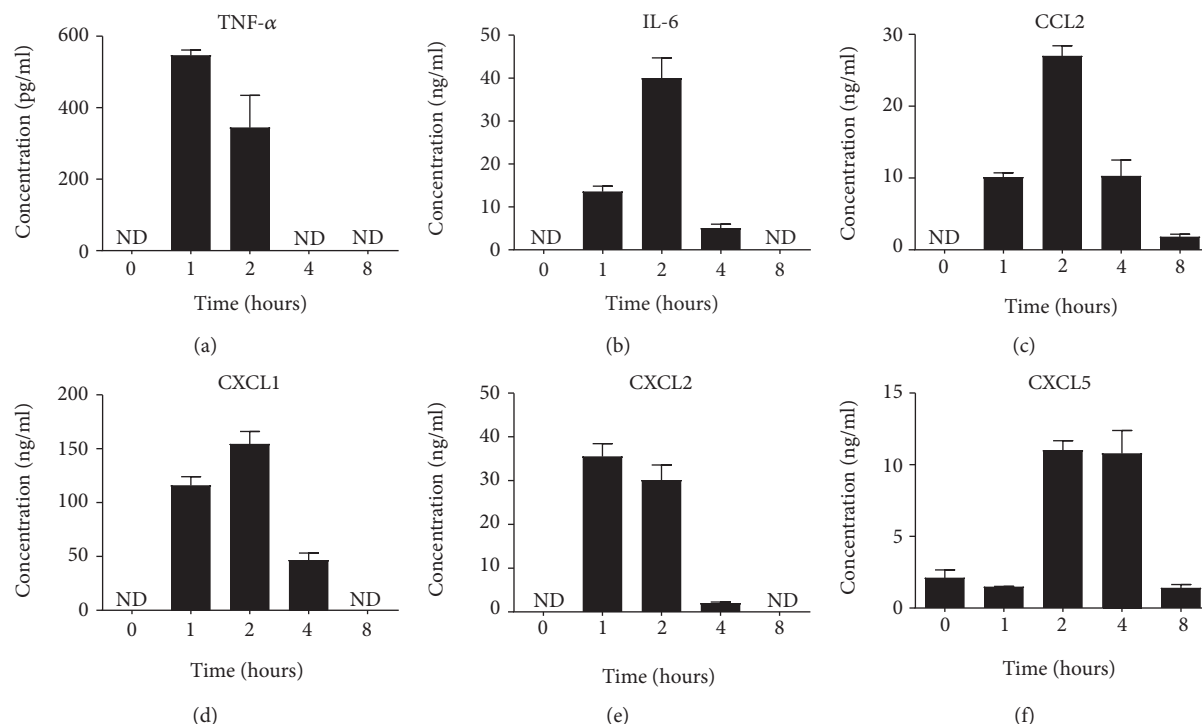 TNF-α
Concentration (pg/ml)
600
400
200
0
ND ND ND
0 1 2 4 8
Time (hours)
(a)
IL-6
Concentration (ng/ml)
50
40
30
20
10
0
ND ND
0 1 2 4 8
Time (hours)
(b)
CCL2
Concentration (ng/ml)
30
20
10
0
ND
0 1 2 4 8
Time (hours)
(c)
CXCL1
Concentration (ng/ml)
200
150
100
50
0
ND ND
0 1 2 4 8
Time (hours)
(d)
CXCL2
Concentration (ng/ml)
50
40
30
20
10
0
ND ND
0 1 2 4 8
Time (hours)
(e)
CXCL5
Concentration (ng/ml)
15
10
5
0
0 1 2 4 8
Time (hours)
(f)